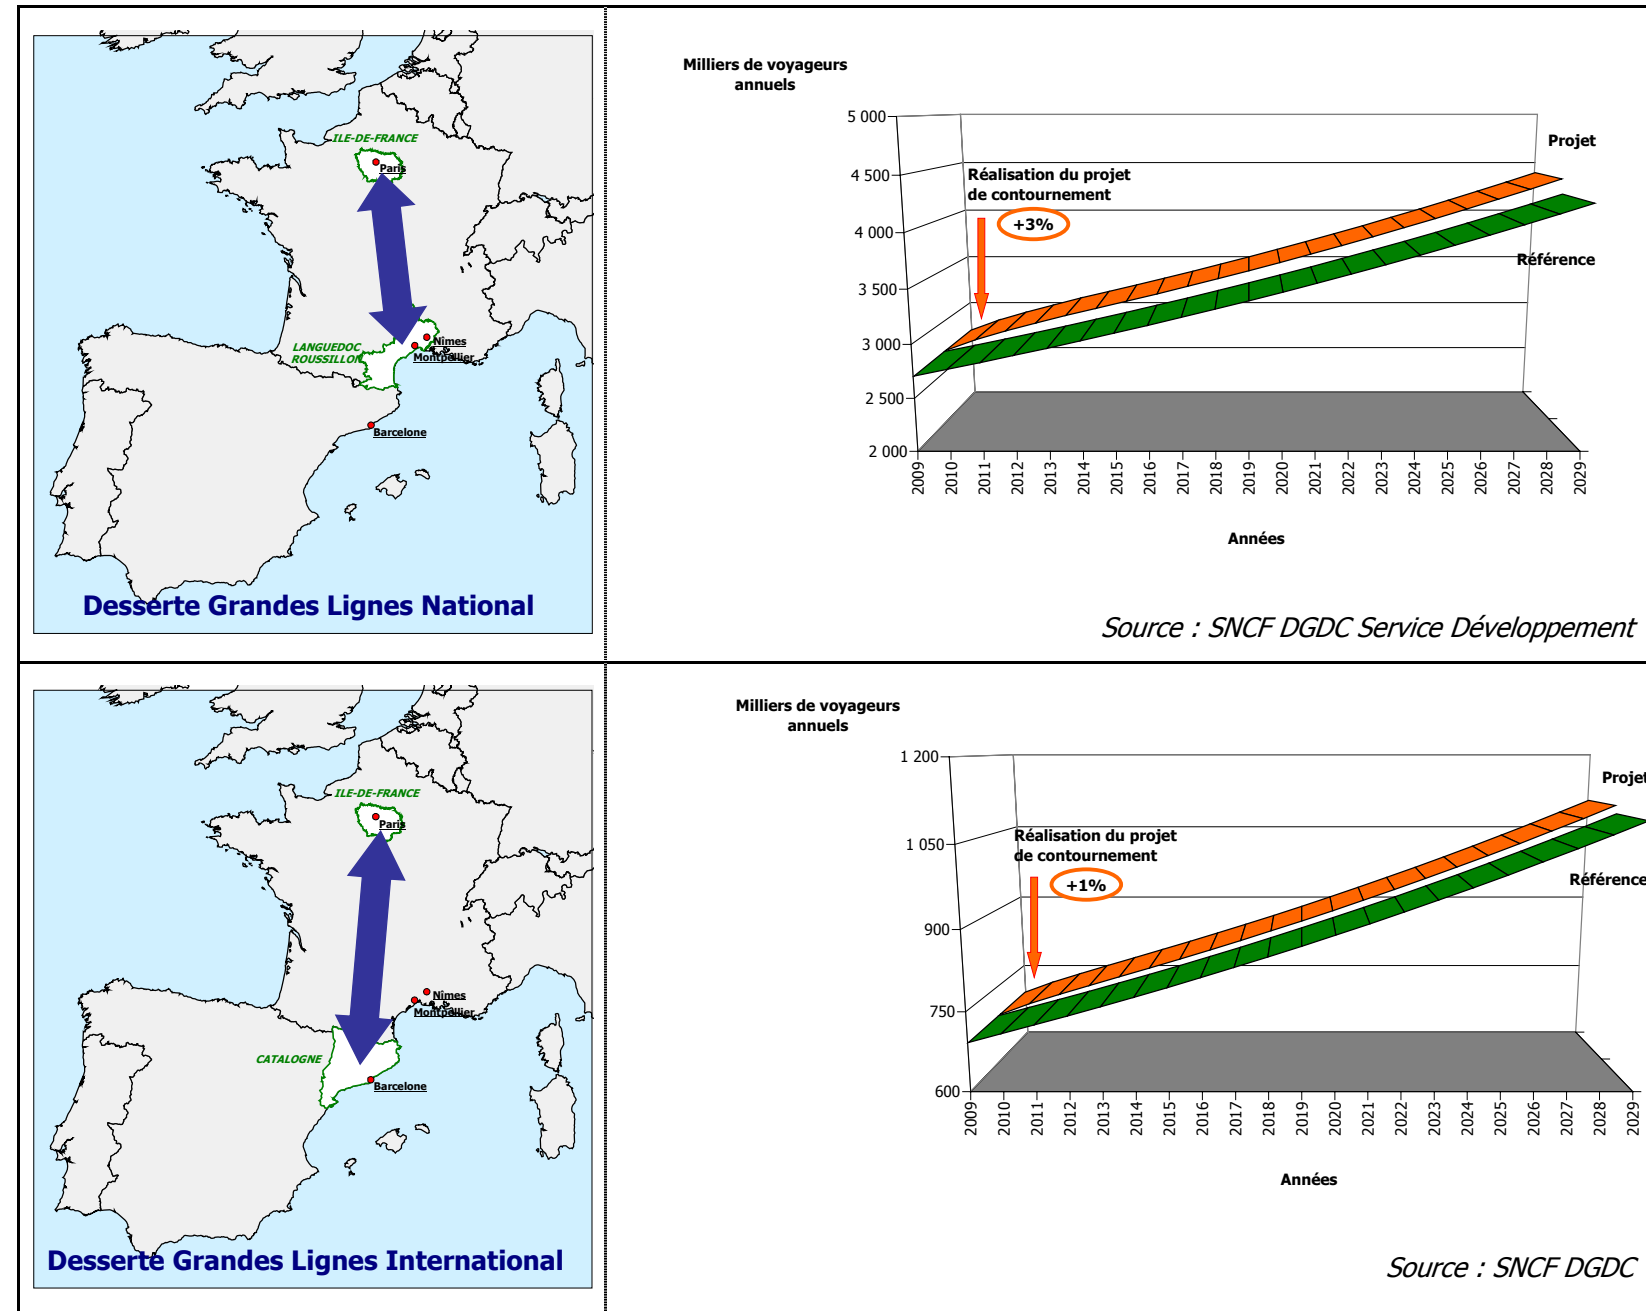 ILE-DE-FRANCE
Paris
LANGUEDOC
ROUSSILLON
Nîmes
Montpellier
Barcelone
Desserte Grandes Lignes National
Milliers de voyageurs
annuels
5 000
4 500
4 000
3 500
3 000
2 500
2 000
Réalisation du projet
de contournement
+3%
Projet
Référence
2009
2010
2011
2012
2013
2014
2015
2016
2017
2018
2019
2020
2021
2022
2023
2024
2025
2026
2027
2028
2029
Années
Source : SNCF DGDC Service Développement
ILE-DE-FRANCE
Paris
Nîmes
Montpellier
CATALOGNE
Barcelone
Desserte Grandes Lignes International
Milliers de voyageurs
annuels
1 200
1 050
900
750
600
Réalisation du projet
de contournement
+1%
Projet
Référence
2009
2010
2011
2012
2013
2014
2015
2016
2017
2018
2019
2020
2021
2022
2023
2024
2025
2026
2027
2028
2029
Années
Source : SNCF DGDC